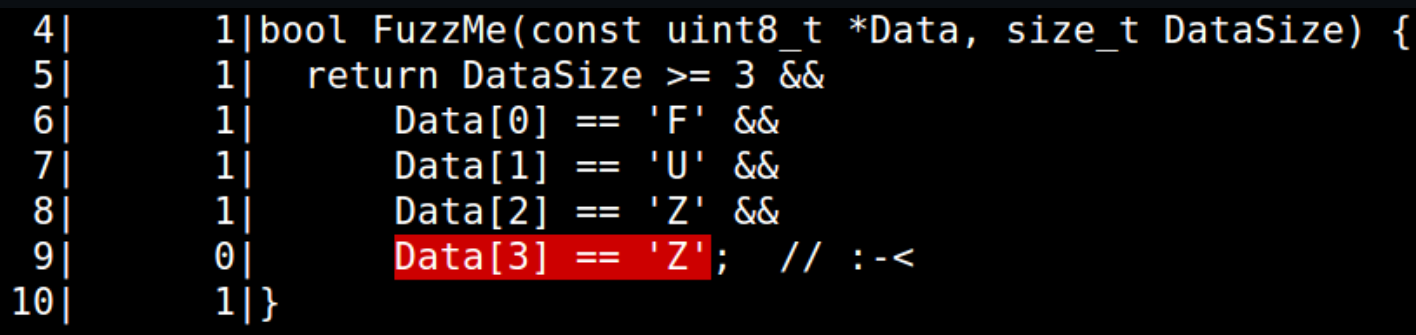 4|      1|bool FuzzMe(const uint8_t *Data, size_t DataSize) {
 5|      1|  return DataSize >= 3 &&
 6|      1|      Data[0] == 'F' &&
 7|      1|      Data[1] == 'U' &&
 8|      1|      Data[2] == 'Z' &&
 9|      0|      Data[3] == 'Z';  // :-<
10|      1|}